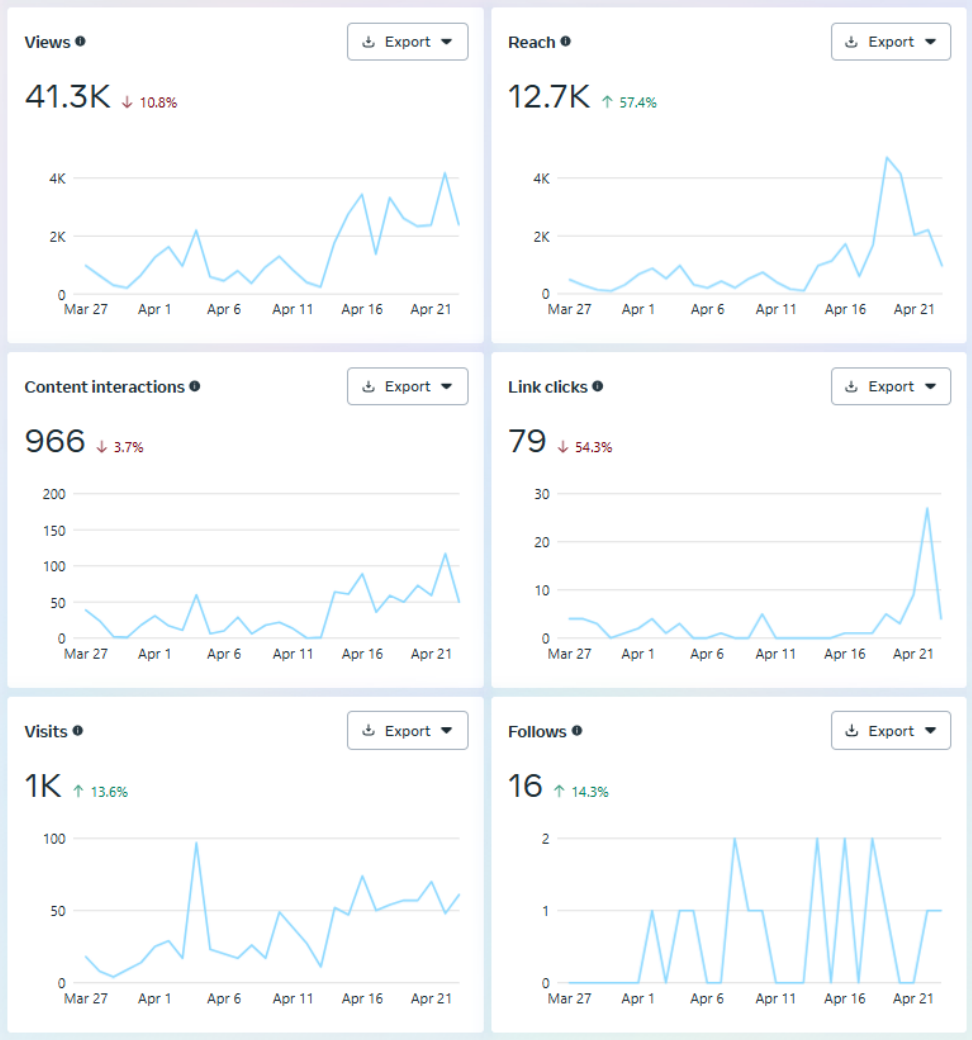 Views Export
41.3K ↓ 10.8%
4K
2K
0
Mar 27 Apr 1 Apr 6 Apr 11 Apr 16 Apr 21
Reach Export
12.7K ↑ 57.4%
4K
2K
0
Mar 27 Apr 1 Apr 6 Apr 11 Apr 16 Apr 21
Content interactions Export
966 ↓ 3.7%
200
150
100
50
0
Mar 27 Apr 1 Apr 6 Apr 11 Apr 16 Apr 21
Link clicks Export
79 ↓ 54.3%
30
20
10
0
Mar 27 Apr 1 Apr 6 Apr 11 Apr 16 Apr 21
Visits Export
1K ↑ 13.6%
100
50
0
Mar 27 Apr 1 Apr 6 Apr 11 Apr 16 Apr 21
Follows Export
16 ↑ 14.3%
2
1
0
Mar 27 Apr 1 Apr 6 Apr 11 Apr 16 Apr 21